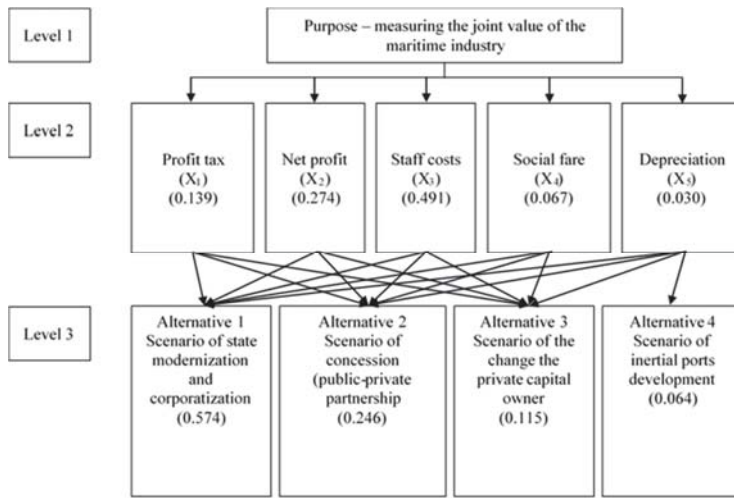 Level 1
Purpose – measuring the joint value of the
maritime industry
Level 2
Profit tax
(X₁)
(0.139)
Net profit
(X₂)
(0.274)
Staff costs
(X₃)
(0.491)
Social fare
(X₄)
(0.067)
Depreciation
(X₅)
(0.030)
Level 3
Alternative 1
Scenario of state
modernization
and
corporatization
(0.574)
Alternative 2
Scenario of
concession
(public-private
partnership
(0.246)
Alternative 3
Scenario of the
change the
private capital
owner
(0.115)
Alternative 4
Scenario of
inertial ports
development
(0.064)